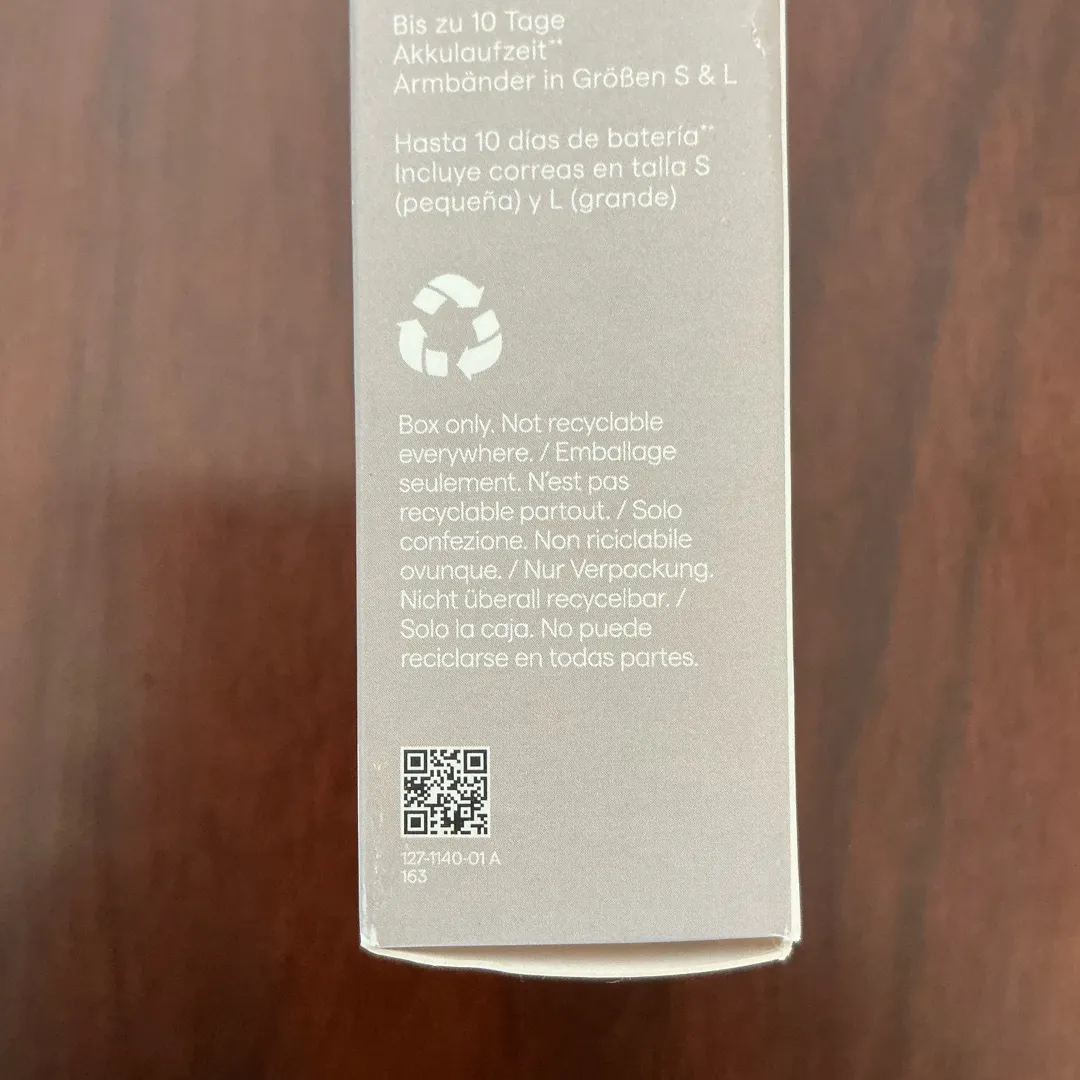 Bis zu 10 Tage
Akkulaufzeit**
Armbänder in Größen S & L
Hasta 10 días de batería**
Incluye correas en talla S
(pequeña) y L (grande)
Box only. Not recyclable
everywhere. / Emballage
seulement. N'est pas
recyclable partout. / Solo
confezione. Non riciclabile
ovunque. / Nur Verpackung.
Nicht überall recycelbar. /
Solo la caja. No puede
reciclarse en todas partes.
127-1140-01 A
163